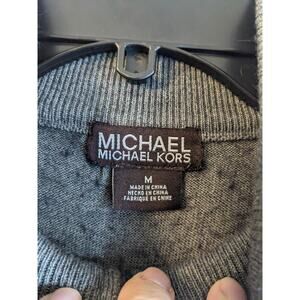 MICHAEL
MICHAEL KORS
M
MADE IN CHINA
HECHO EN CHINA
FABRIQUÉ EN CHINE